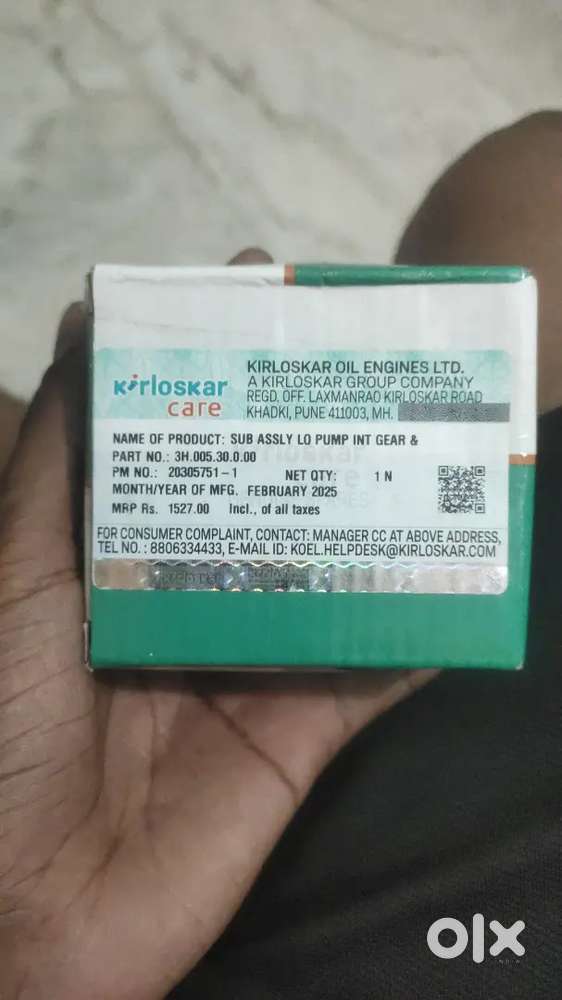 Kirloskar
care
KIRLOSKAR OIL ENGINES LTD.
A KIRLOSKAR GROUP COMPANY
REGD. OFF. LAXMANRAO KIRLOSKAR ROAD
KHADKI, PUNE 411003, MH.
NAME OF PRODUCT: SUB ASSLY LO PUMP INT GEAR &
PART NO.: 3H.005.30.0.00
PM NO.: 20305751-1 NET QTY: 1 N
MONTH/YEAR OF MFG. FEBRUARY 2025
MRP Rs. 1527.00 Incl., of all taxes
FOR CONSUMER COMPLAINT, CONTACT: MANAGER CC AT ABOVE ADDRESS,
TEL NO. : 8806334433, E-MAIL ID: KOEL.HELPDESK@KIRLOSKAR.COM
olx
INDIA